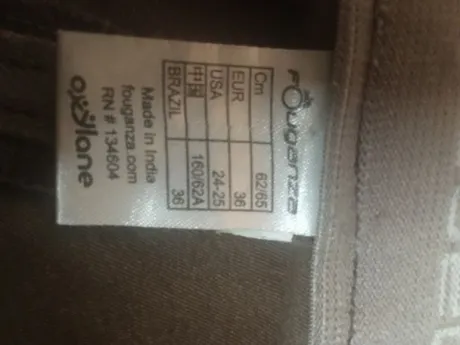 Fouganza
Cm 62/65
EUR 36
USA 24-25
中国 160/62A
BRAZIL 36
Made in India
fouganza.com
RN # 134604
oxylane